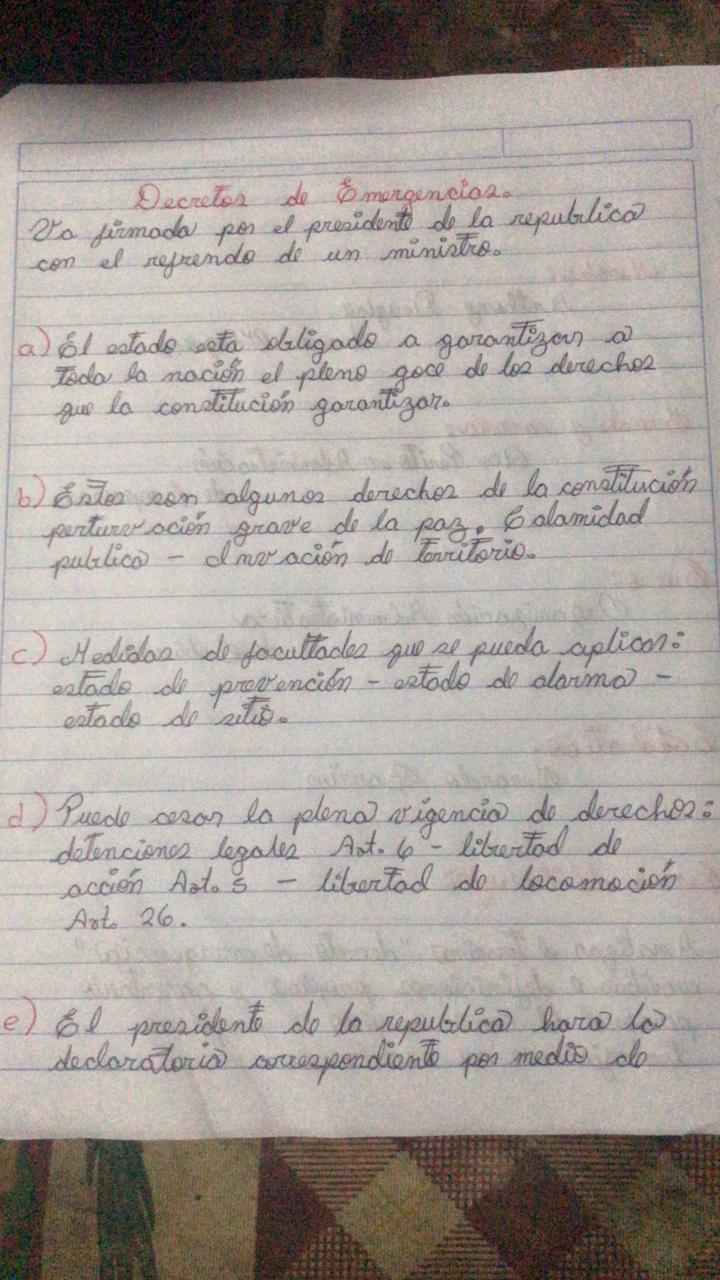 Decretos de Emergencias.
Va firmada por el presidente de la republica
con el refrendo de un ministro.
a) El estado esta obligado a garantizar a
toda la nación el pleno goce de los derechos
que la constitución garantizar.
b) Estos son algunos derechos de la constitución
perturvación grave de la paz, Calamidad
publica - Invación de territorio.
c) Medidas de facultades que se pueda aplicar:
estado de prevención - estado de alarma -
estado de sitio.
d) Puede cesar la plena vigencia de derechos:
detenciones legales Art. 6 - libertad de
acción Art. 5 - libertad de locomoción
Art. 26.
e) El presidente de la republica hara la
declaratoria correspondiente por medio de